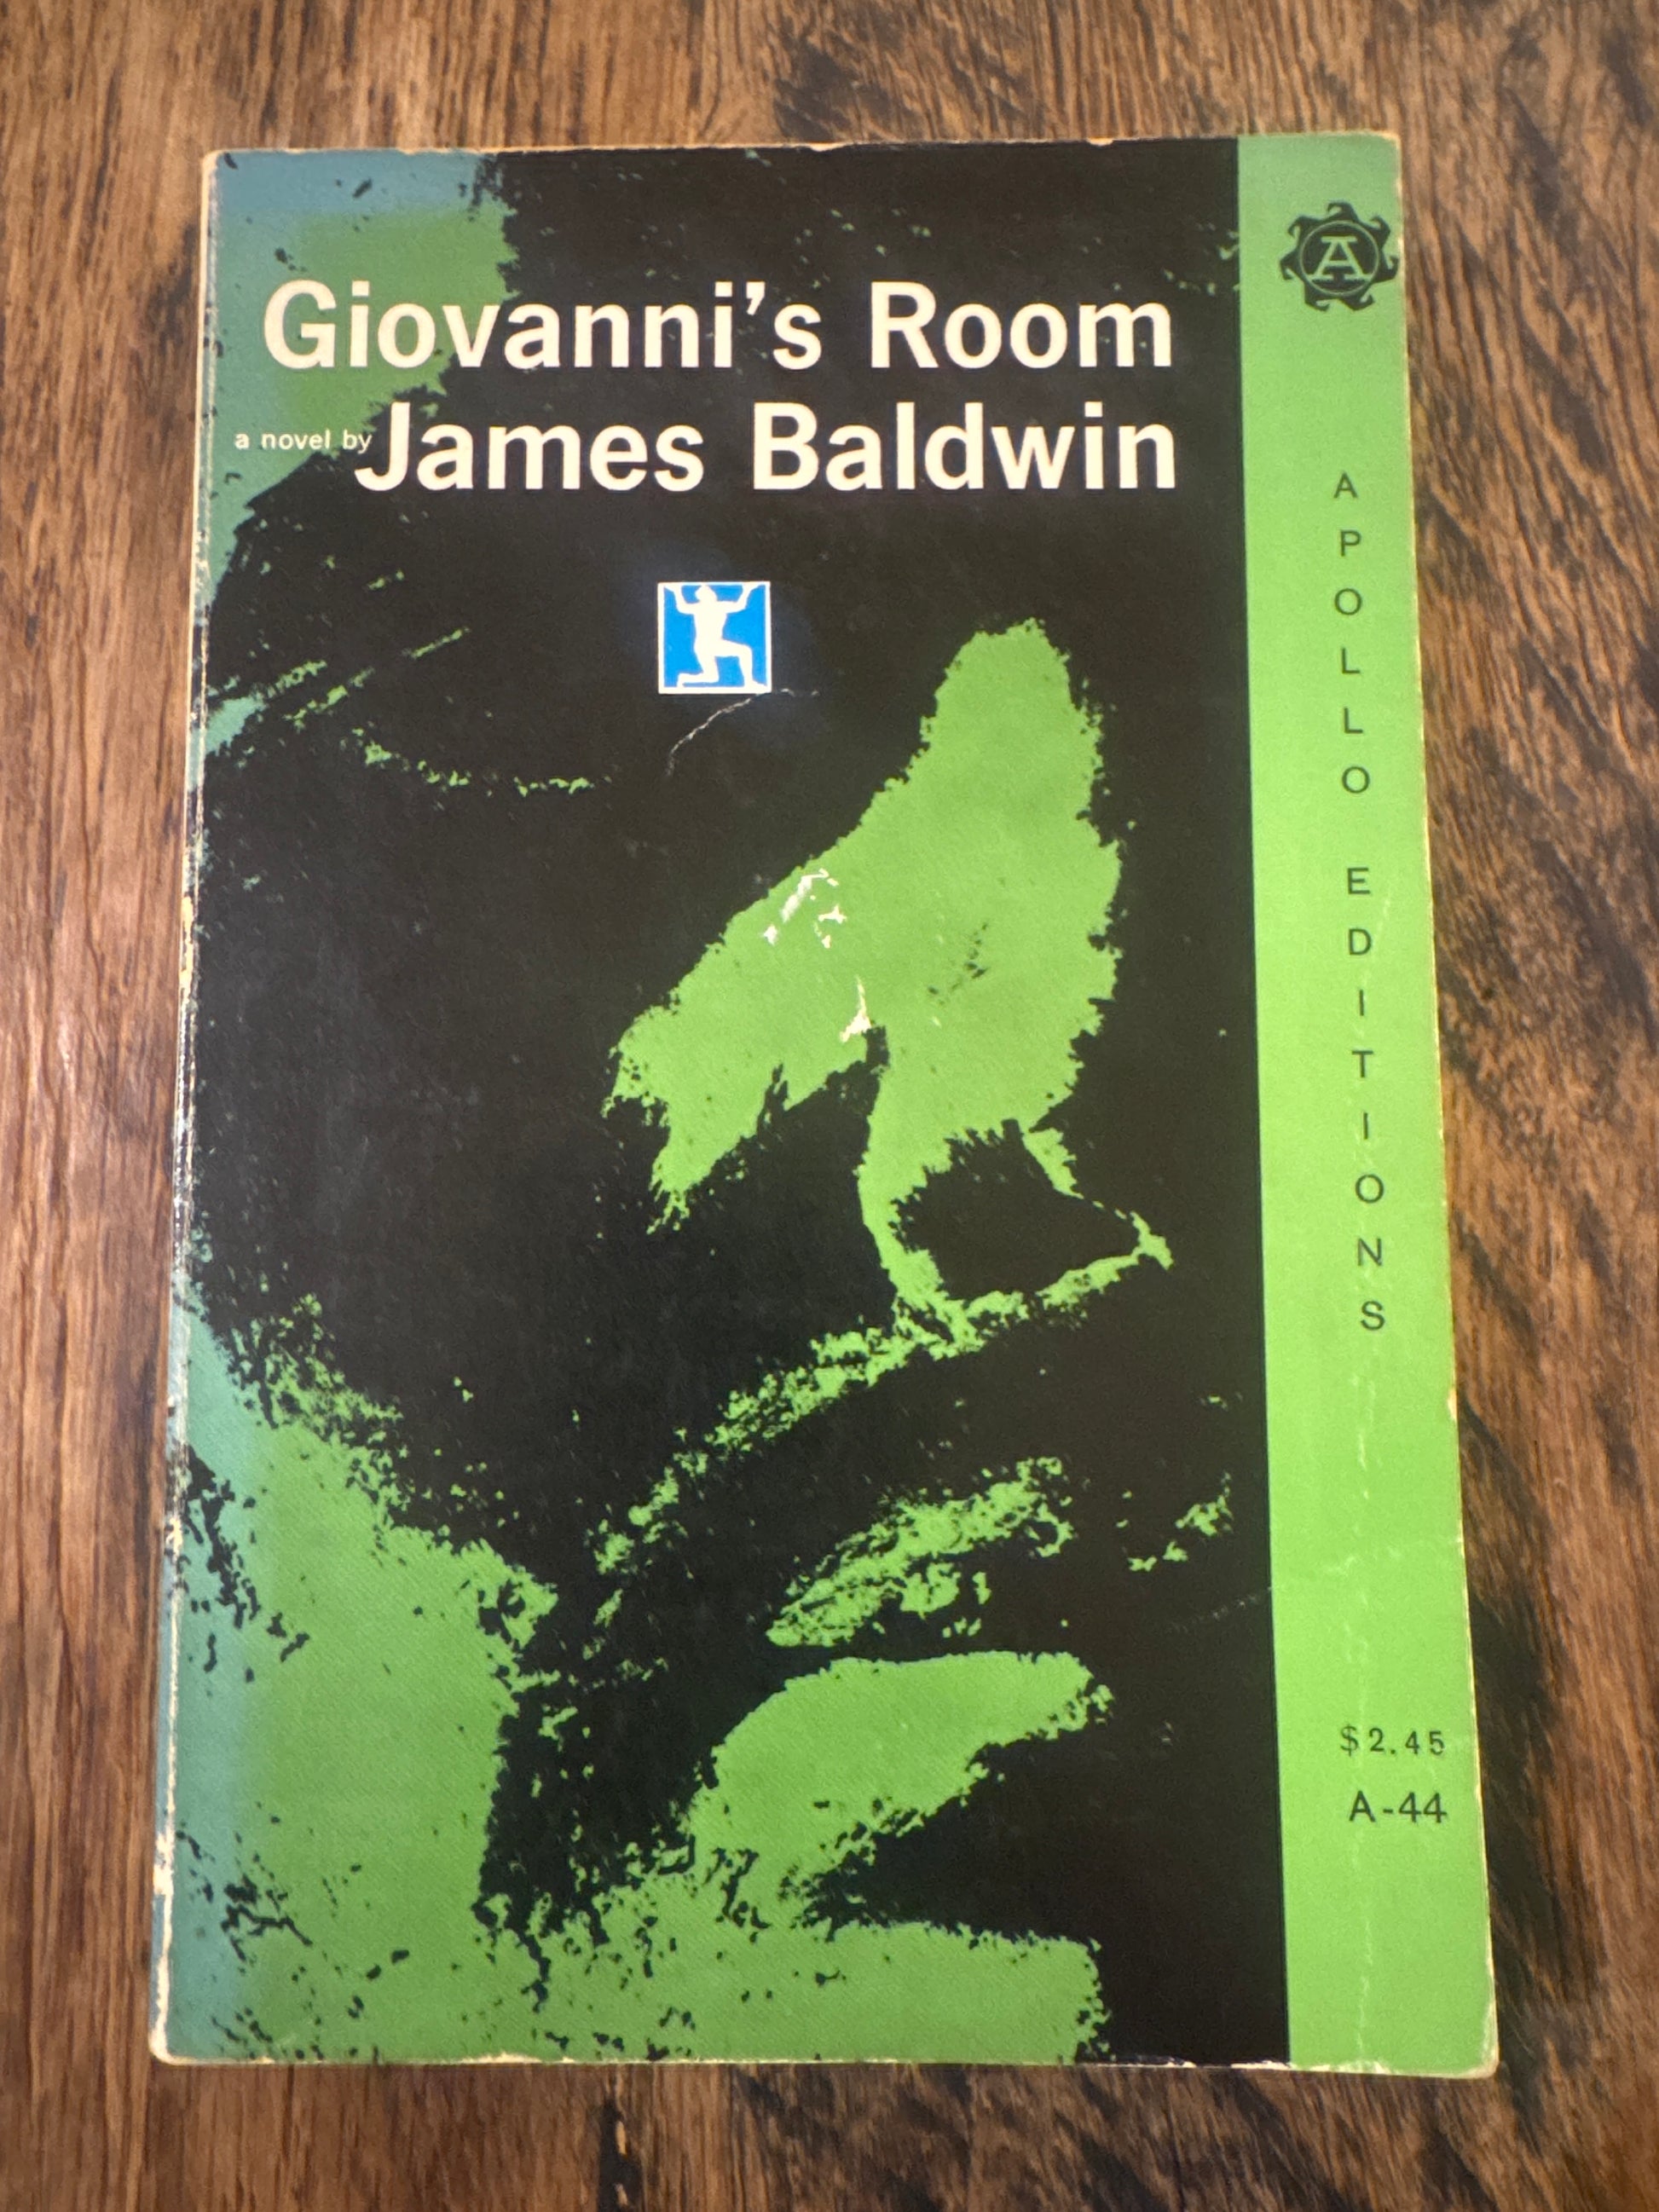 Giovanni's Room
a novel by James Baldwin
A
APOLLO EDITIONS
$2.45
A-44